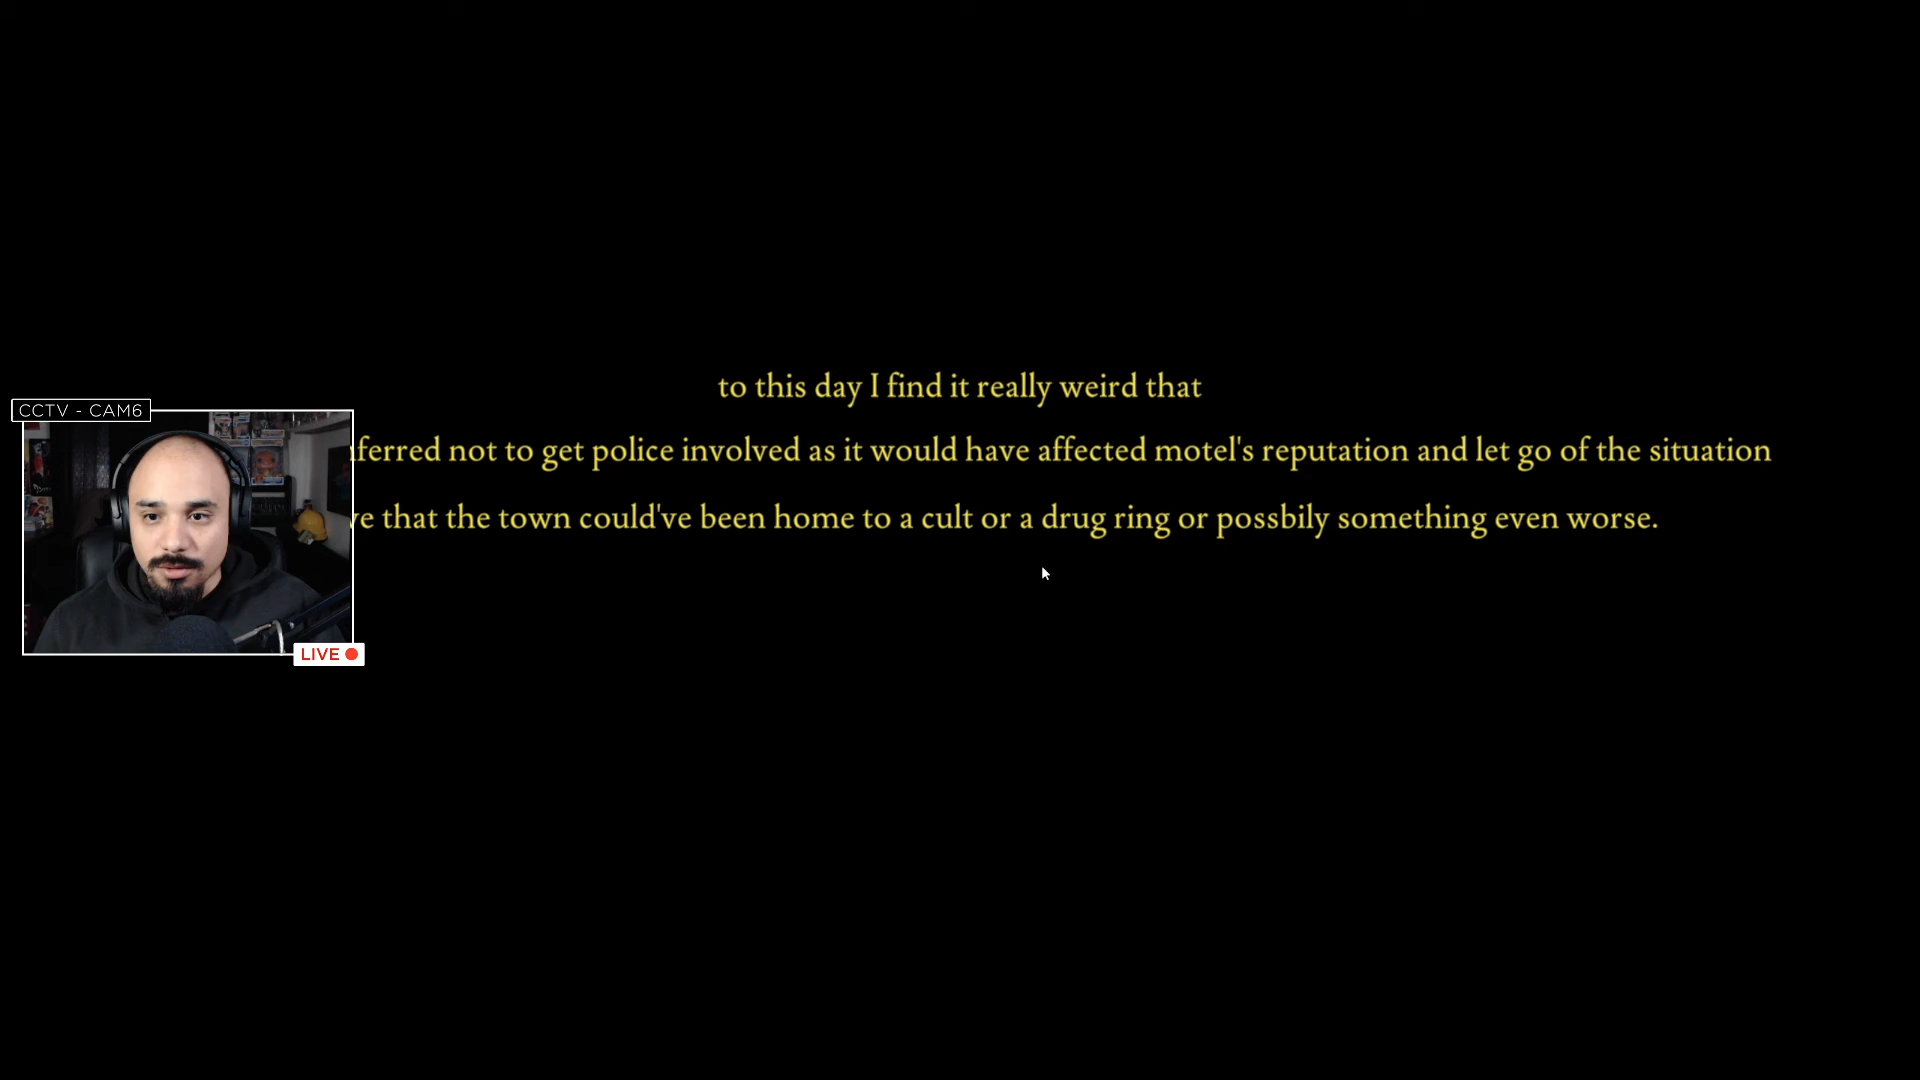 to this day I find it really weird that
CCTV - CAM6
ferred not to get police involved as it would have affected motel's reputation and let go of the situation
that the town could've been home to a cult or a drug ring or possbily something even worse.
LIVE